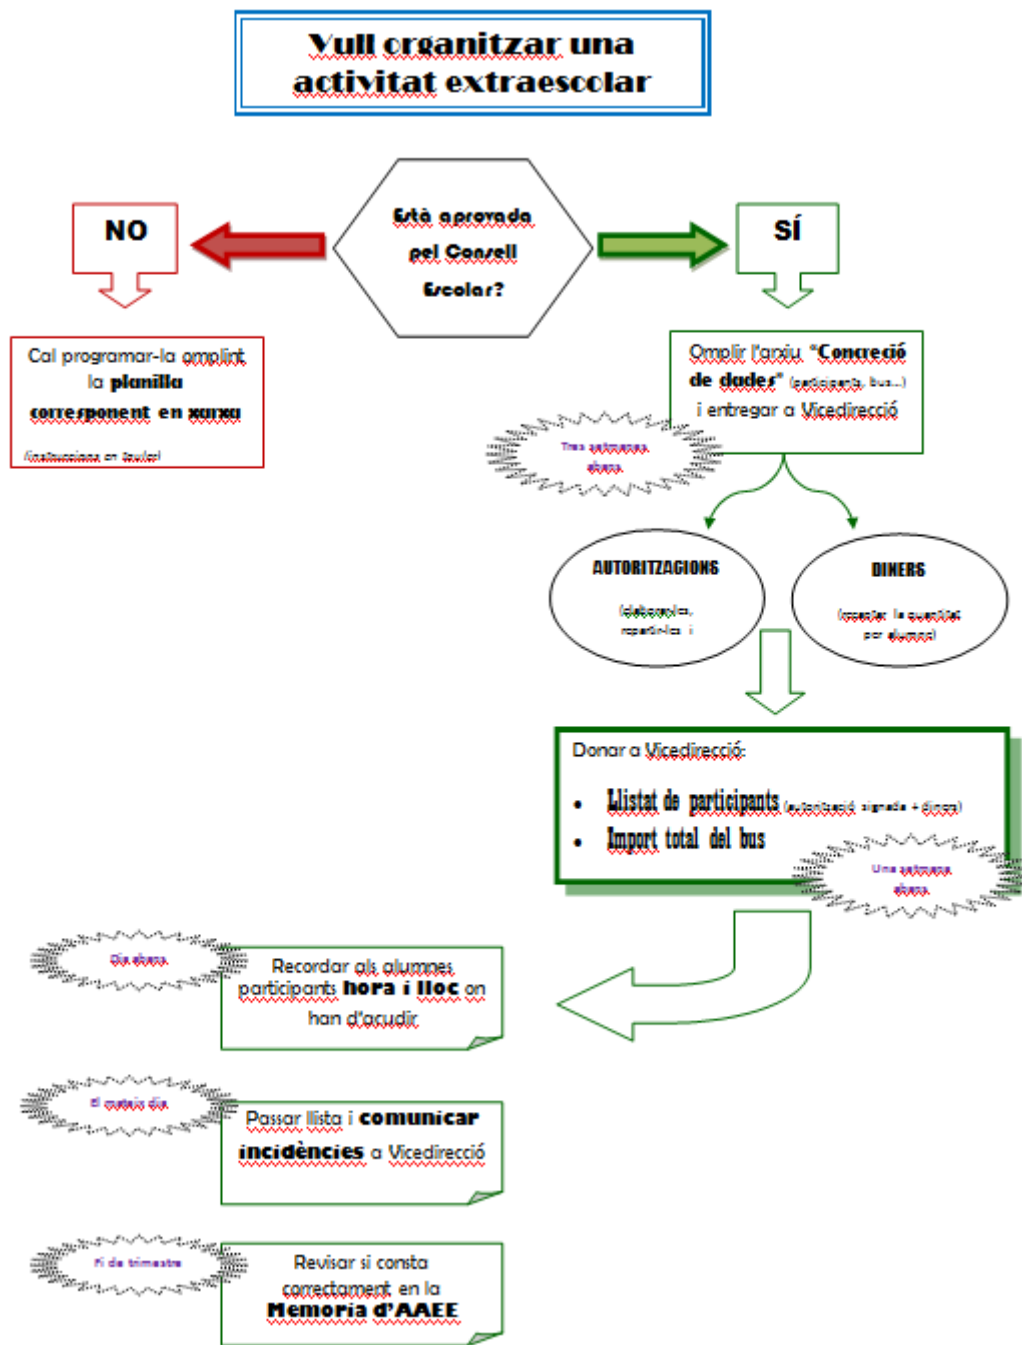 Vull organitzar una
activitat extraescolar
Està aprovada
pel Consell
Escolar?
NO
SÍ
Cal programar-la omplint
la planilla
corresponent en xarxa
(instruccions en tauler)
Omplir l'arxiu "Concreció
de dades" (participants, bus...)
i entregar a Vicedirecció
Tres setmanes
abans
AUTORITZACIONS
(elaborar-les,
repartir-les i
DINERS
(recaptar la quantitat
per alumne)
Donar a Vicedirecció:
• Llistat de participants (autorització signada + diners)
• Import total del bus
Una setmana
abans
Dia abans
Recordar als alumnes
participants hora i lloc on
han d'acudir
El mateix dia
Passar llista i comunicar
incidències a Vicedirecció
Fi de trimestre
Revisar si consta
correctament en la
Memoria d'AAEE